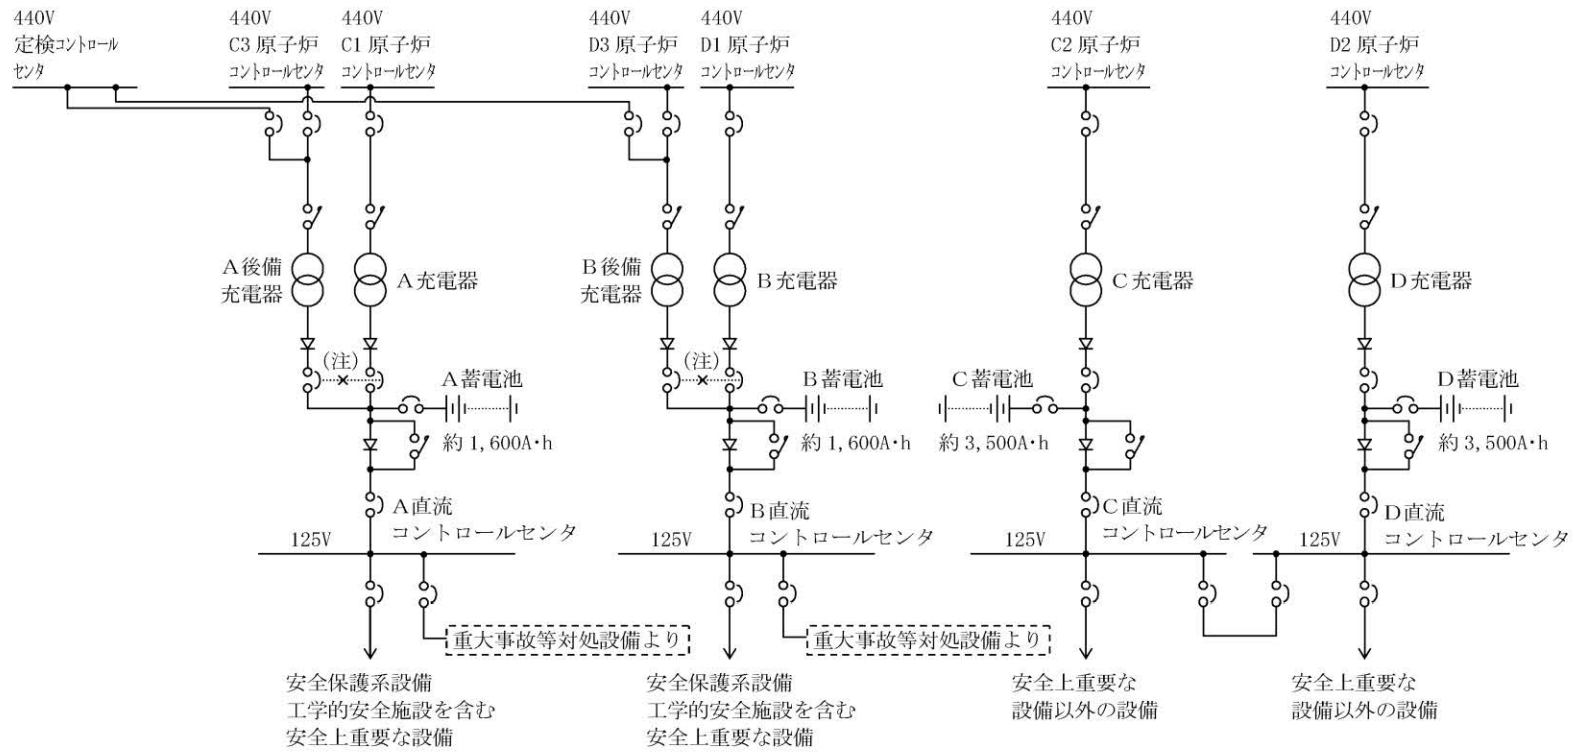 440V
定検コントロール
センタ
440V
C3 原子炉
コントロールセンタ
440V
C1 原子炉
コントロールセンタ
440V
D3 原子炉
コントロールセンタ
440V
D1 原子炉
コントロールセンタ
440V
C2 原子炉
コントロールセンタ
440V
D2 原子炉
コントロールセンタ
A後備
充電器
A充電器
B後備
充電器
B充電器
C充電器
D充電器
(注)
A蓄電池
約1,600A・h
(注)
B蓄電池
約1,600A・h
C蓄電池
約3,500A・h
D蓄電池
約3,500A・h
A直流
コントロールセンタ
125V
B直流
コントロールセンタ
125V
C直流
コントロールセンタ
125V
D直流
コントロールセンタ
125V
重大事故等対処設備より
重大事故等対処設備より
安全保護系設備
工学的安全施設を含む
安全上重要な設備
安全保護系設備
工学的安全施設を含む
安全上重要な設備
安全上重要な
設備以外の設備
安全上重要な
設備以外の設備